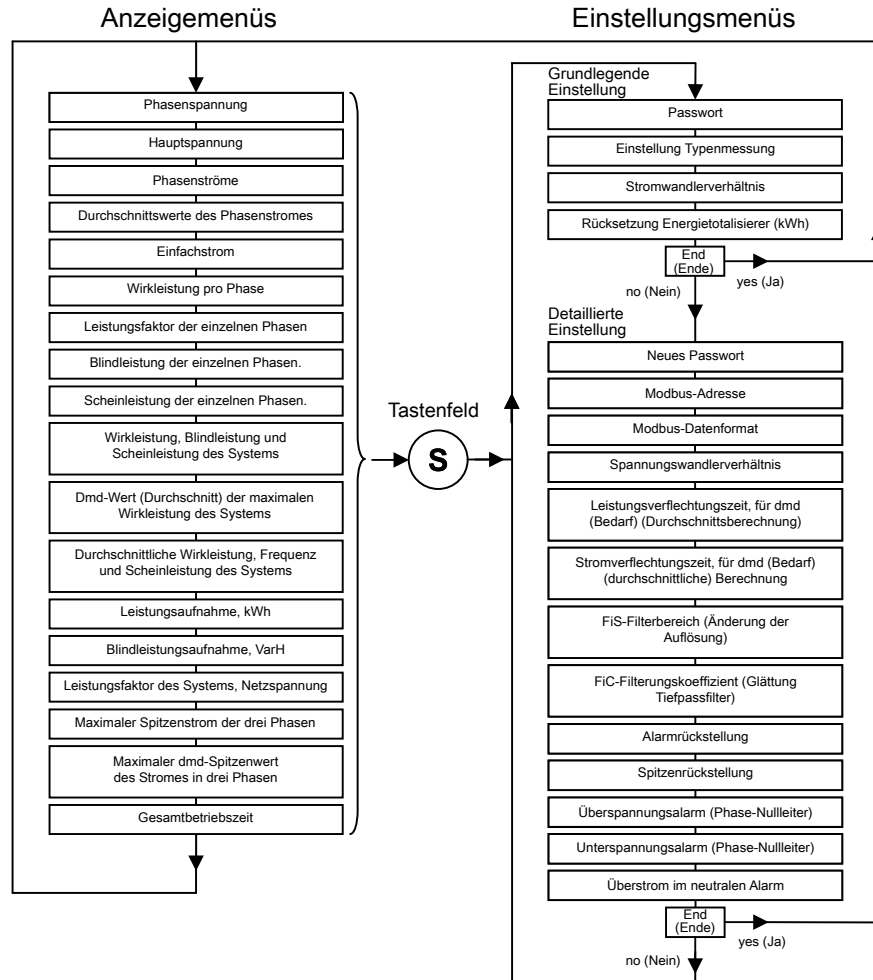 Anzeigemenüs
Phasenspannung
Hauptspannung
Phasenströme
Durchschnittswerte des Phasenstromes
Einfachstrom
Wirkleistung pro Phase
Leistungsfaktor der einzelnen Phasen
Blindleistung der einzelnen Phasen.
Scheinleistung der einzelnen Phasen.
Wirkleistung, Blindleistung und
Scheinleistung des Systems
Dmd-Wert (Durchschnitt) der maximalen
Wirkleistung des Systems
Durchschnittliche Wirkleistung, Frequenz
und Scheinleistung des Systems
Leistungsaufnahme, kWh
Blindleistungsaufnahme, VarH
Leistungsfaktor des Systems, Netzspannung
Maximaler Spitzenstrom der drei Phasen
Maximaler dmd-Spitzenwert
des Stromes in drei Phasen
Gesamtbetriebszeit
Tastenfeld
S
Einstellungsmenüs
Grundlegende
Einstellung
Passwort
Einstellung Typenmessung
Stromwandlerverhältnis
Rücksetzung Energietotalisierer (kWh)
End
(Ende)
yes (Ja)
no (Nein)
Detaillierte
Einstellung
Neues Passwort
Modbus-Adresse
Modbus-Datenformat
Spannungswandlerverhältnis
Leistungsverflechtungszeit, für dmd
(Bedarf) (Durchschnittsberechnung)
Stromverflechtungszeit, für dmd (Bedarf)
(durchschnittliche) Berechnung
FiS-Filterbereich (Änderung der
Auflösung)
FiC-Filterungskoeffizient (Glättung
Tiefpassfilter)
Alarmrückstellung
Spitzenrückstellung
Überspannungsalarm (Phase-Nullleiter)
Unterspannungsalarm (Phase-Nullleiter)
Überstrom im neutralen Alarm
End
(Ende)
yes (Ja)
no (Nein)